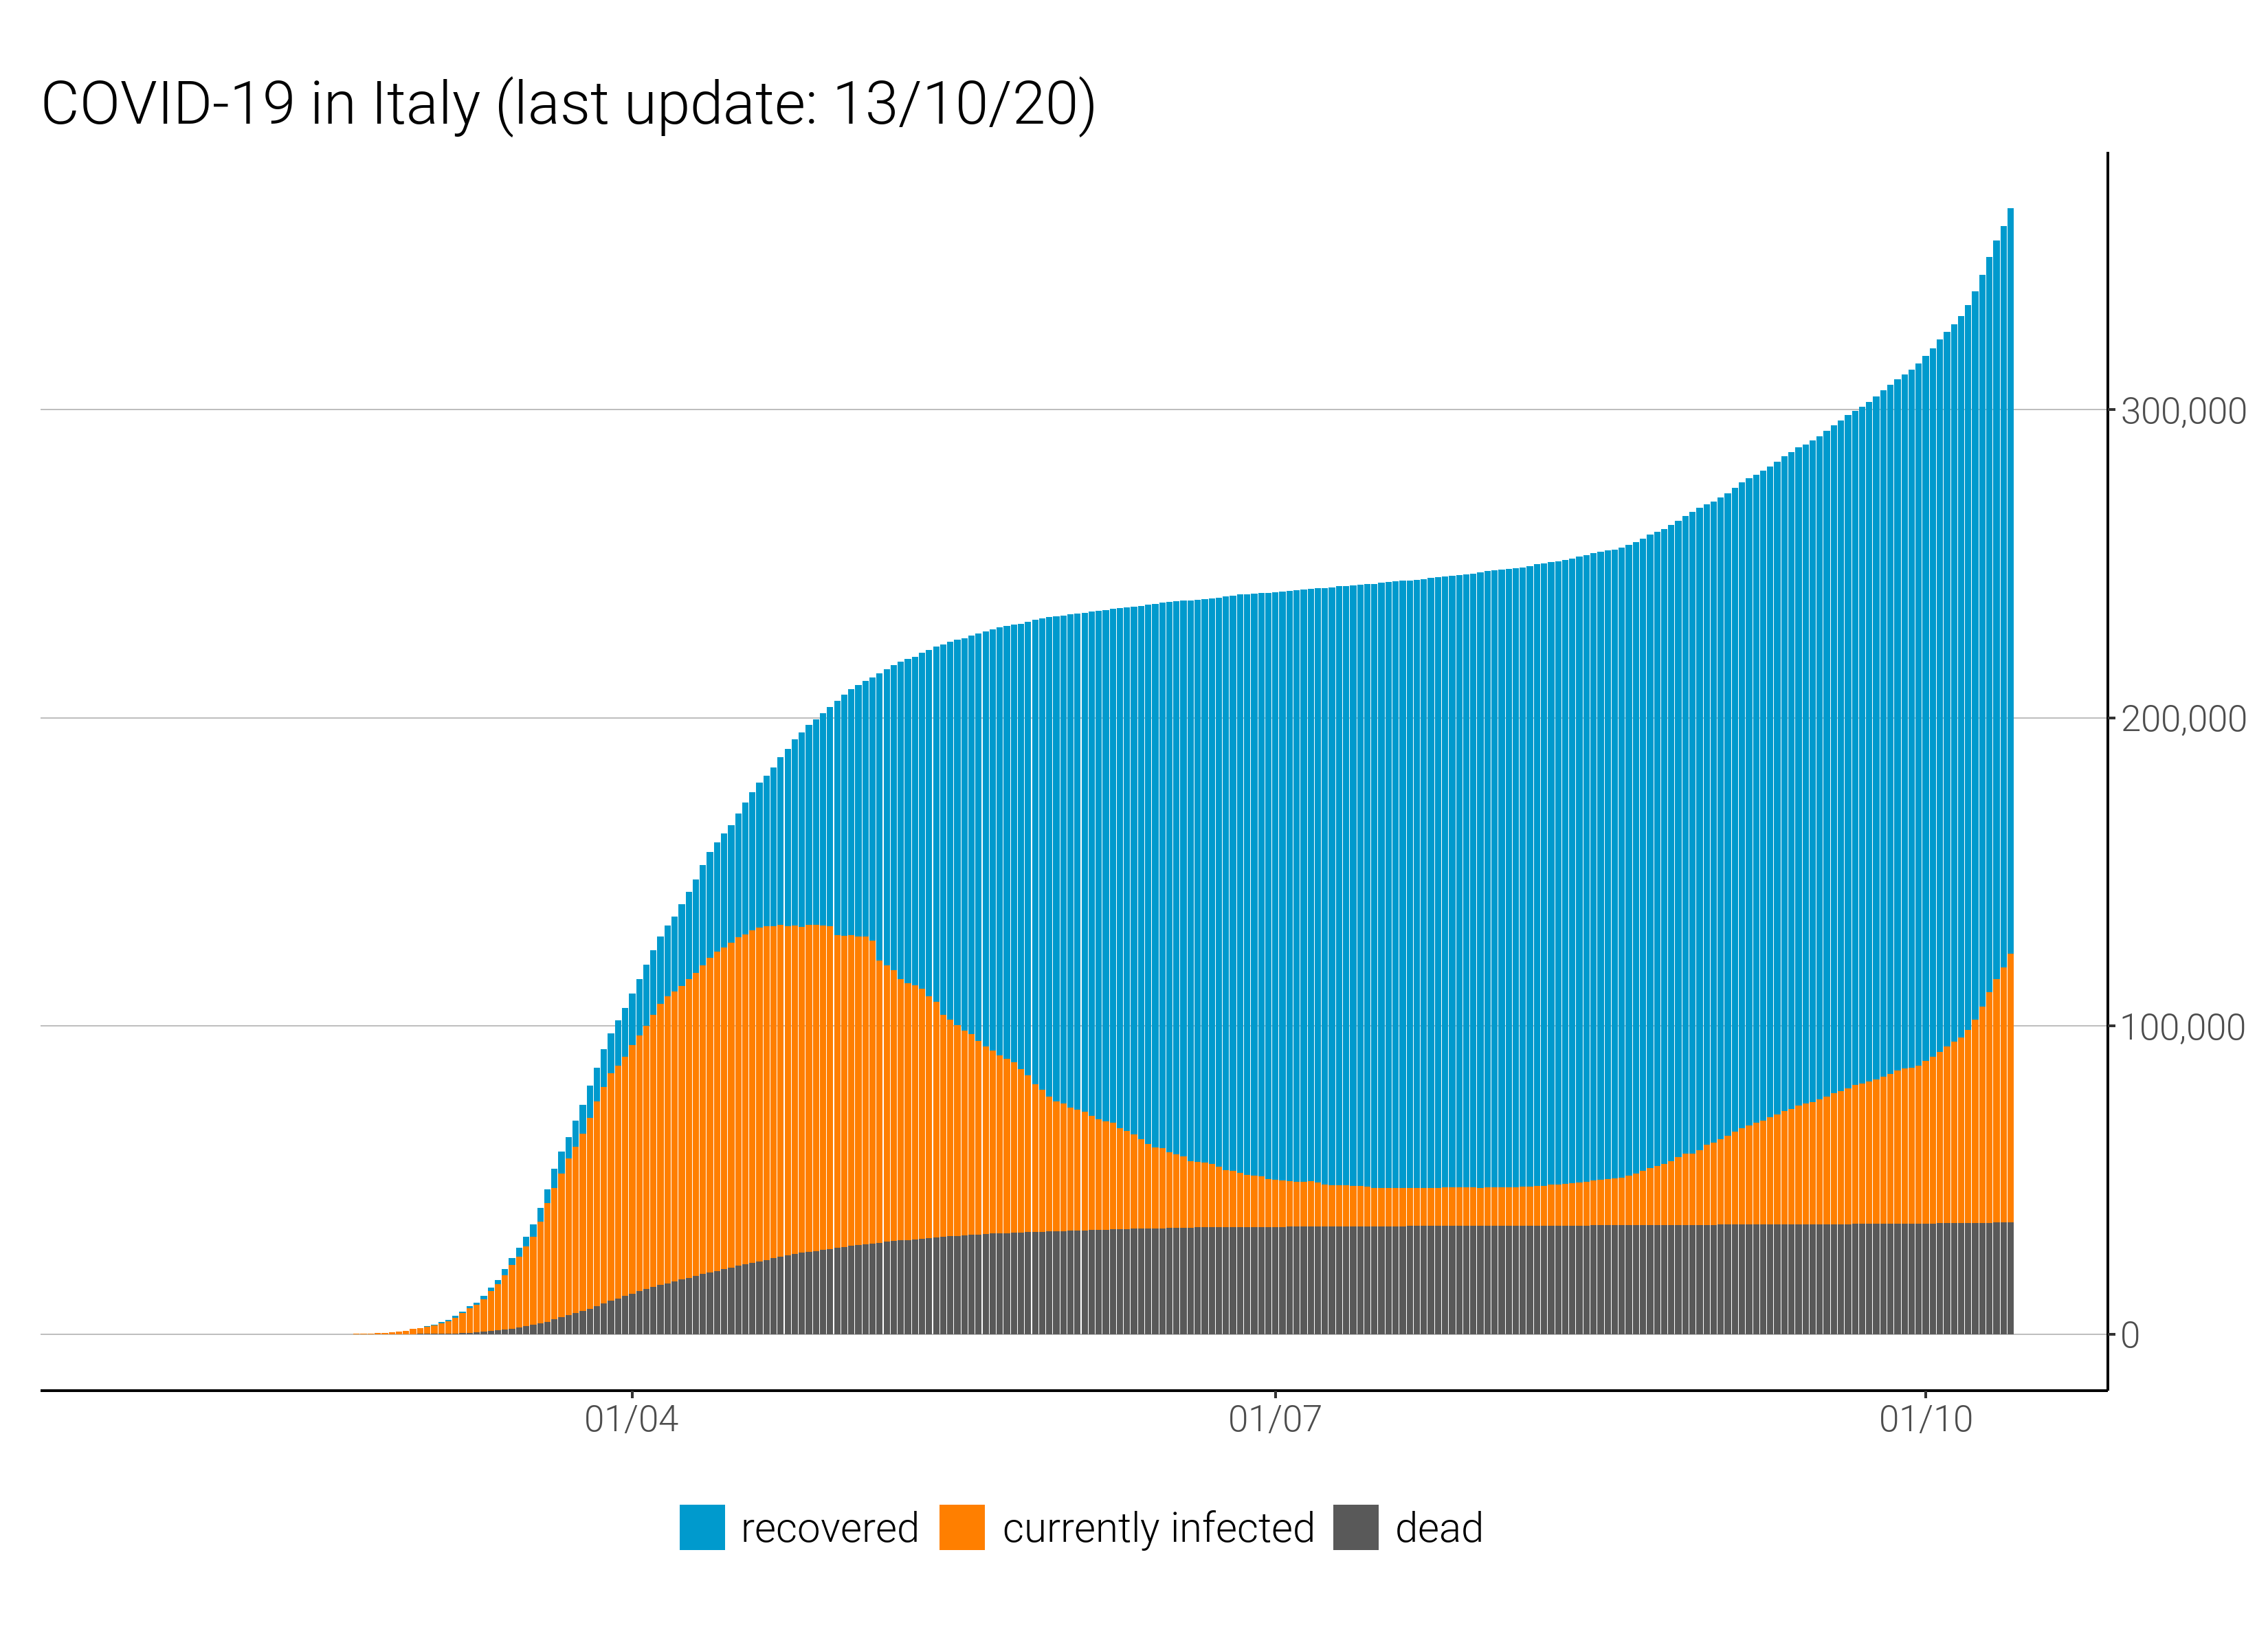 COVID-19 in Italy (last update: 13/10/20)
300,000
200,000
100,000
0
01/04 01/07 01/10
recovered currently infected dead